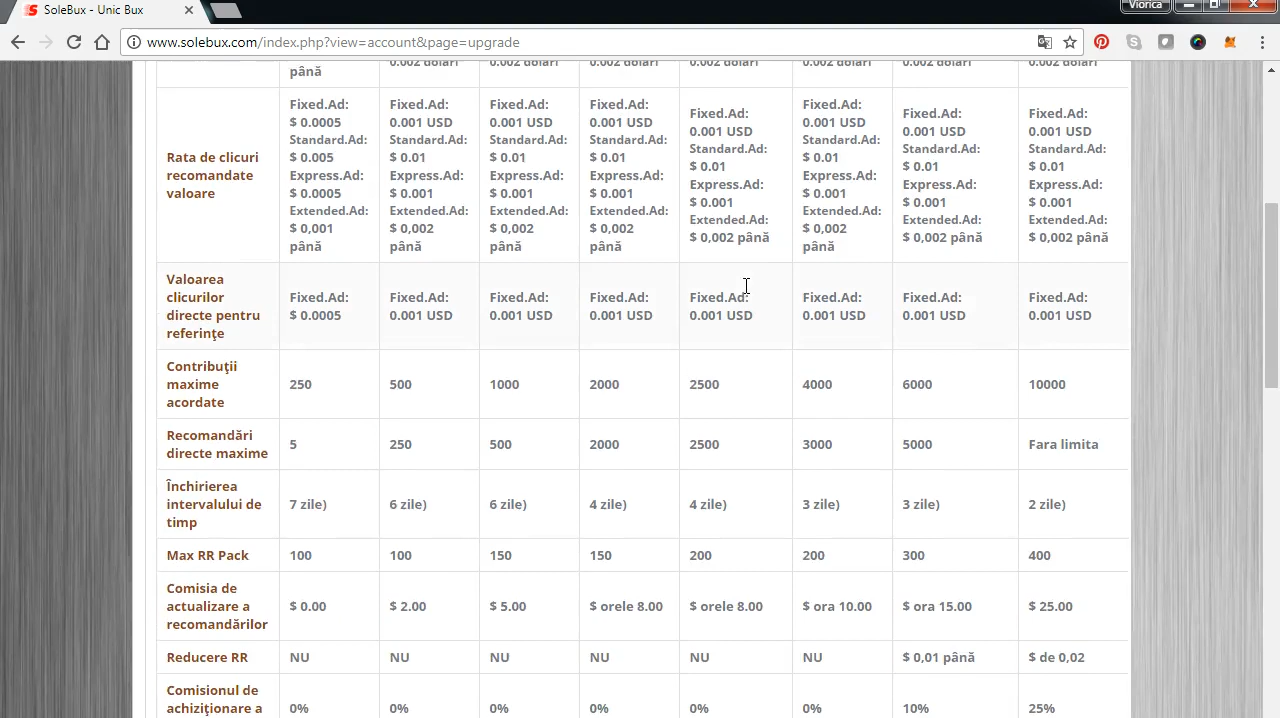 SoleBux - Unic Bux
Viorica
www.solebux.com/index.php?view=account&page=upgrade
până 0.002 dolari 0.002 dolari 0.002 dolari 0.002 dolari 0.002 dolari 0.002 dolari 0.002 dolari
Rata de clicuri
recomandate
valoare
Fixed.Ad:
$ 0.0005
Standard.Ad:
$ 0.005
Express.Ad:
$ 0.0005
Extended.Ad:
$ 0,001
până
Fixed.Ad:
0.001 USD
Standard.Ad:
$ 0.01
Express.Ad:
$ 0.001
Extended.Ad:
$ 0,002
până
Fixed.Ad:
0.001 USD
Standard.Ad:
$ 0.01
Express.Ad:
$ 0.001
Extended.Ad:
$ 0,002
până
Fixed.Ad:
0.001 USD
Standard.Ad:
$ 0.01
Express.Ad:
$ 0.001
Extended.Ad:
$ 0,002
până
Fixed.Ad:
0.001 USD
Standard.Ad:
$ 0.01
Express.Ad:
$ 0.001
Extended.Ad:
$ 0,002 până
Fixed.Ad:
0.001 USD
Standard.Ad:
$ 0.01
Express.Ad:
$ 0.001
Extended.Ad:
$ 0,002
până
Fixed.Ad:
0.001 USD
Standard.Ad:
$ 0.01
Express.Ad:
$ 0.001
Extended.Ad:
$ 0,002 până
Fixed.Ad:
0.001 USD
Standard.Ad:
$ 0.01
Express.Ad:
$ 0.001
Extended.Ad:
$ 0,002 până
Valoarea
clicurilor
directe pentru
referințe
Fixed.Ad:
$ 0.0005
Fixed.Ad:
0.001 USD
Fixed.Ad:
0.001 USD
Fixed.Ad:
0.001 USD
Fixed.Ad:
0.001 USD
Fixed.Ad:
0.001 USD
Fixed.Ad:
0.001 USD
Fixed.Ad:
0.001 USD
Contribuţii
maxime
acordate
250 500 1000 2000 2500 4000 6000 10000
Recomandări
directe maxime
5 250 500 2000 2500 3000 5000 Fara limita
Închirierea
intervalului de
timp
7 zile) 6 zile) 6 zile) 4 zile) 4 zile) 3 zile) 3 zile) 2 zile)
Max RR Pack 100 100 150 150 200 200 300 400
Comisia de
actualizare a
recomandărilor
$ 0.00 $ 2.00 $ 5.00 $ orele 8.00 $ orele 8.00 $ ora 10.00 $ ora 15.00 $ 25.00
Reducere RR NU NU NU NU NU NU $ 0,01 până $ de 0,02
Comisionul de
achiziţionare a
0% 0% 0% 0% 0% 0% 10% 25%